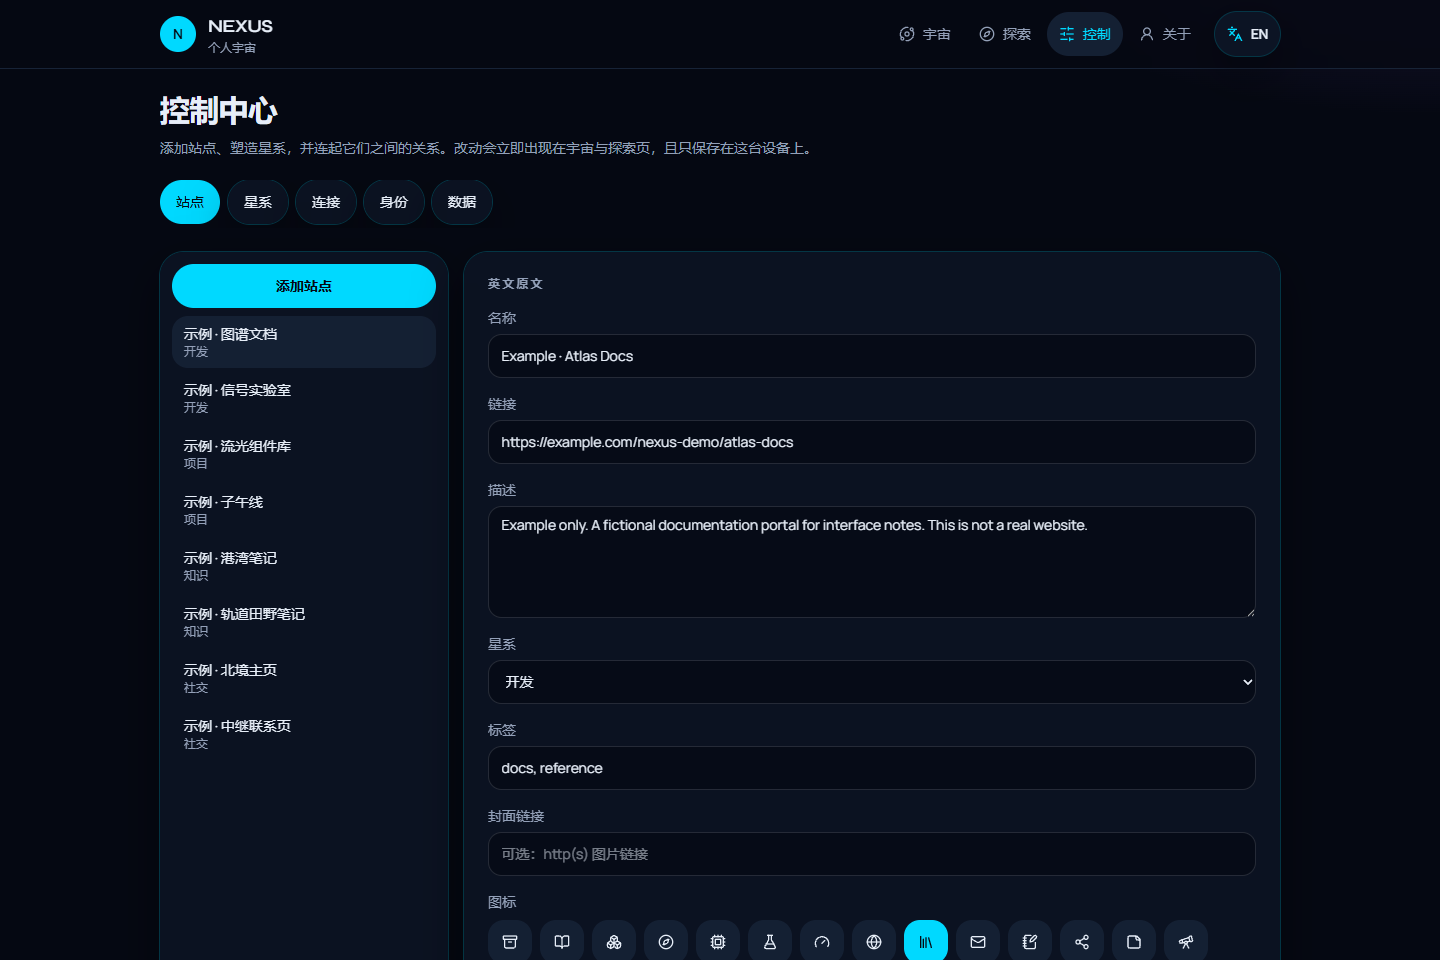 N
NEXUS
个人宇宙
宇宙
探索
控制
关于
EN
控制中心
添加站点、塑造星系，并连起它们之间的关系。改动会立即出现在宇宙与探索页，且只保存在这台设备上。
站点
星系
连接
身份
数据
添加站点
示例 · 图谱文档
开发
示例 · 信号实验室
开发
示例 · 流光组件库
项目
示例 · 子午线
项目
示例 · 港湾笔记
知识
示例 · 轨道田野笔记
知识
示例 · 北境主页
社交
示例 · 中继联系页
社交
英文原文
名称
Example · Atlas Docs
链接
https://example.com/nexus-demo/atlas-docs
描述
Example only. A fictional documentation portal for interface notes. This is not a real website.
星系
开发
标签
docs, reference
封面链接
可选：http(s) 图片链接
图标